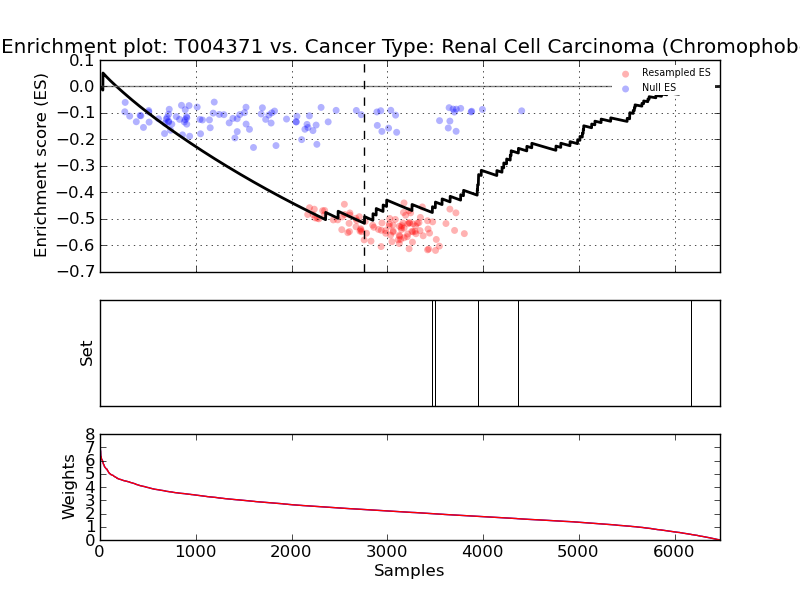 Enrichment plot: T004371 vs. Cancer Type: Renal Cell Carcinoma (Chromophob
Enrichment score (ES)
0.1
0.0
−0.1
−0.2
−0.3
−0.4
−0.5
−0.6
−0.7
Resampled ES
Null ES
Set
Weights
8
7
6
5
4
3
2
1
0
0 1000 2000 3000 4000 5000 6000
Samples